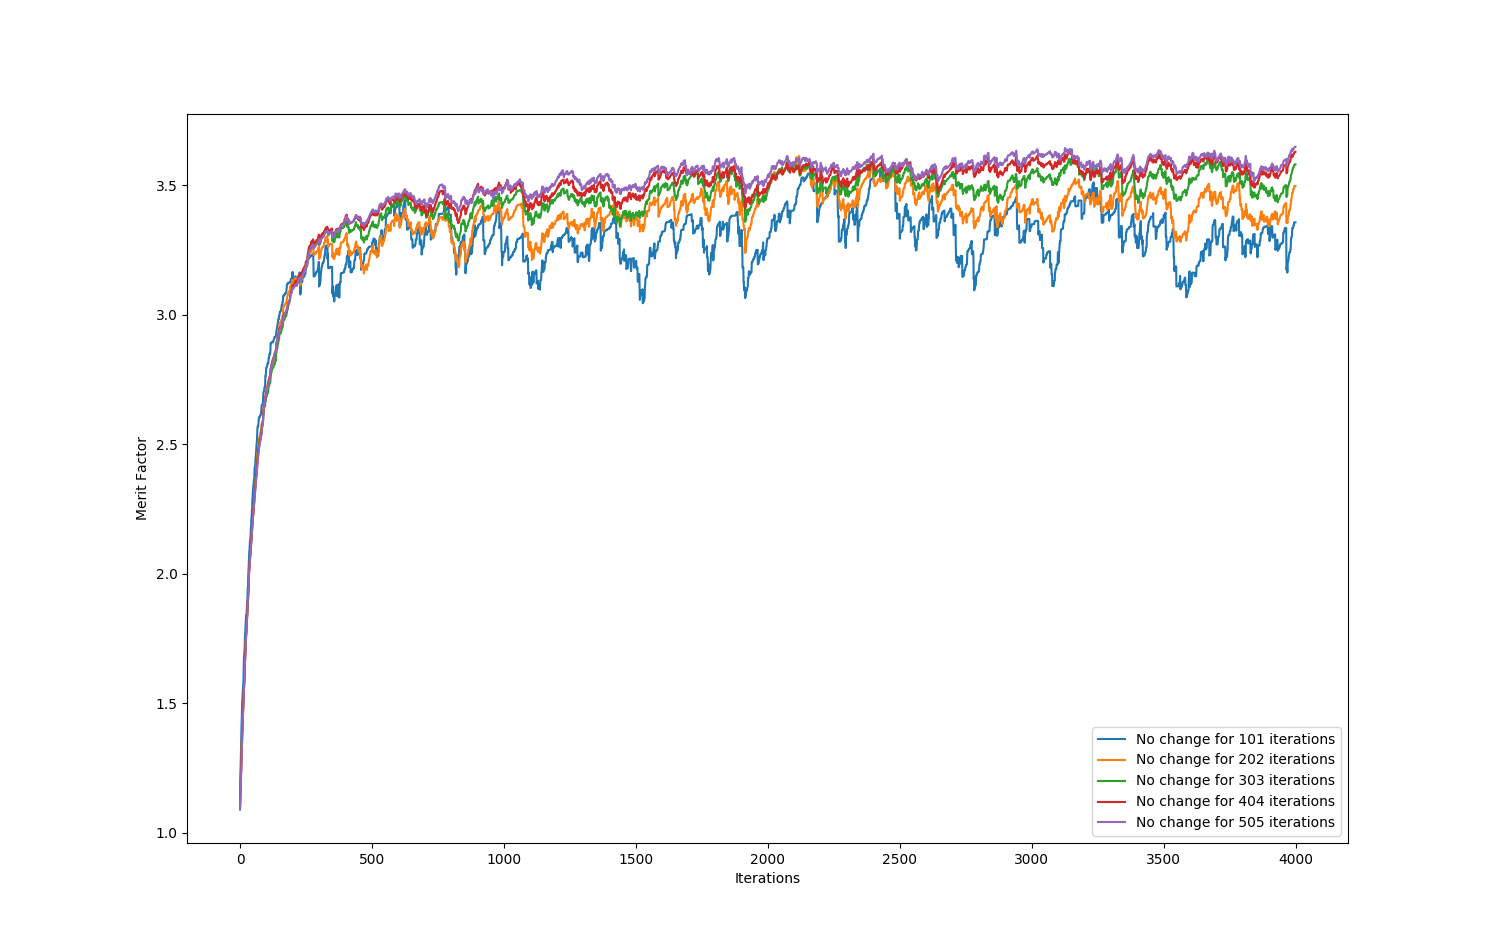 3.5
3.0
2.5
2.0
1.5
1.0
Merit Factor
0 500 1000 1500 2000 2500 3000 3500 4000
Iterations
No change for 101 iterations
No change for 202 iterations
No change for 303 iterations
No change for 404 iterations
No change for 505 iterations